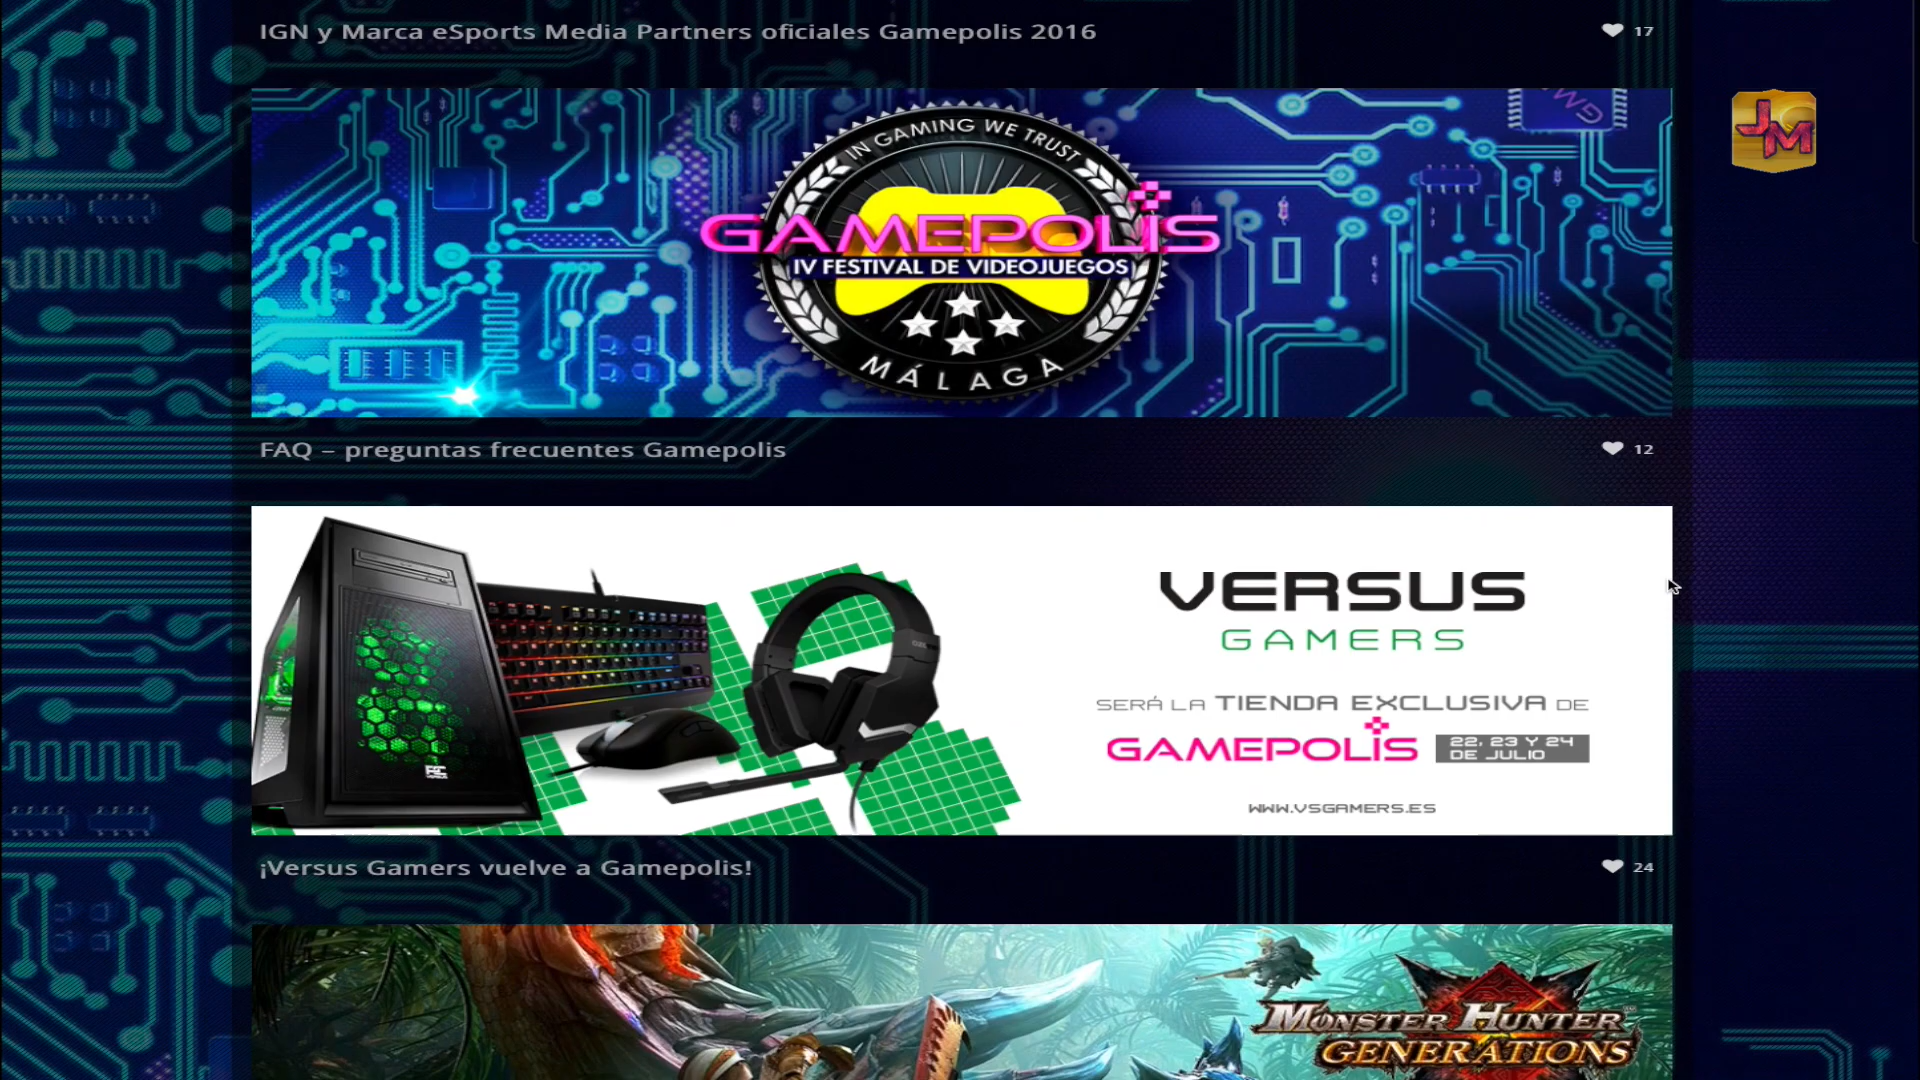 IGN y Marca eSports Media Partners oficiales Gamepolis 2016
17
IN GAMING WE TRUST
GAMEPOLIS
IV FESTIVAL DE VIDEOJUEGOS
MÁLAGA
JM
FAQ – preguntas frecuentes Gamepolis
12
VERSUS
GAMERS
SERÁ LA TIENDA EXCLUSIVA DE
GAMEPOLIS
22, 23 Y 24
DE JULIO
WWW.VSGAMERS.ES
¡Versus Gamers vuelve a Gamepolis!
24
MONSTER HUNTER
GENERATIONS